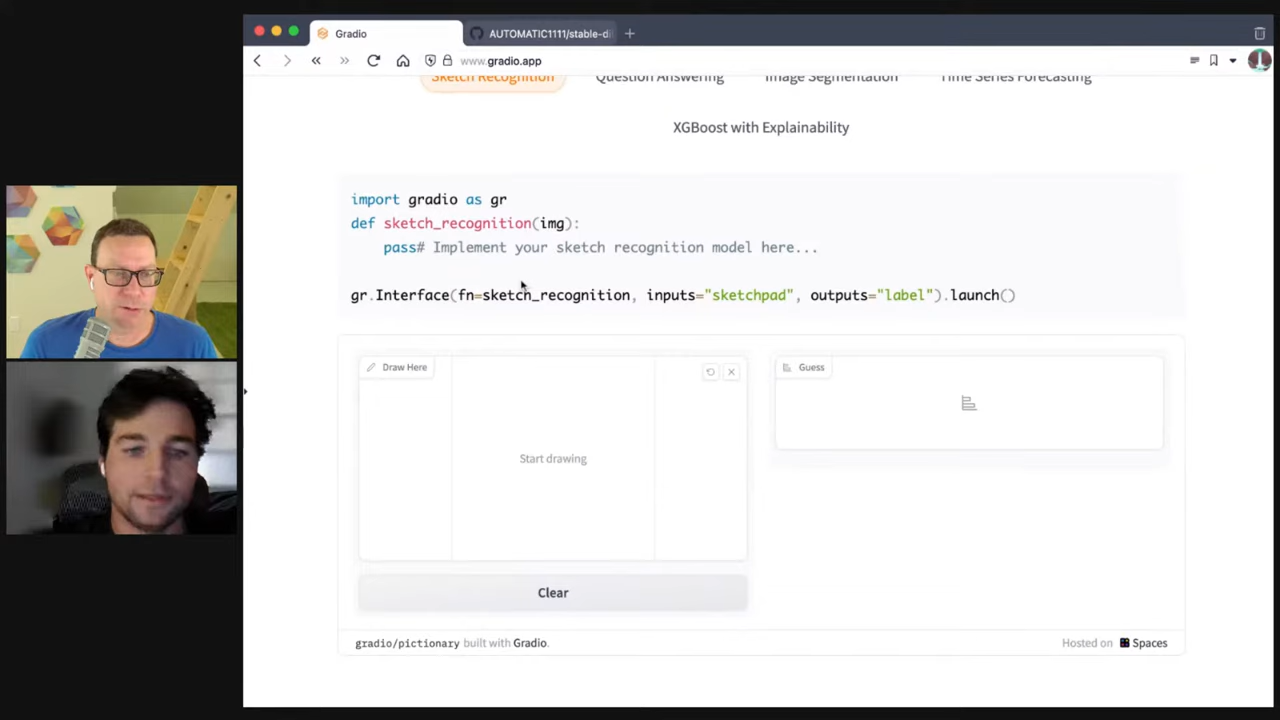 Gradio
AUTOMATIC1111/stable-di
www.gradio.app
Sketch Recognition
Question Answering
Image Segmentation
Time Series Forecasting
XGBoost with Explainability
import gradio as gr
def sketch_recognition(img):
pass# Implement your sketch recognition model here...
gr.Interface(fn=sketch_recognition, inputs="sketchpad", outputs="label").launch()
Draw Here
Guess
Start drawing
Clear
gradio/pictionary built with Gradio.
Hosted on Spaces